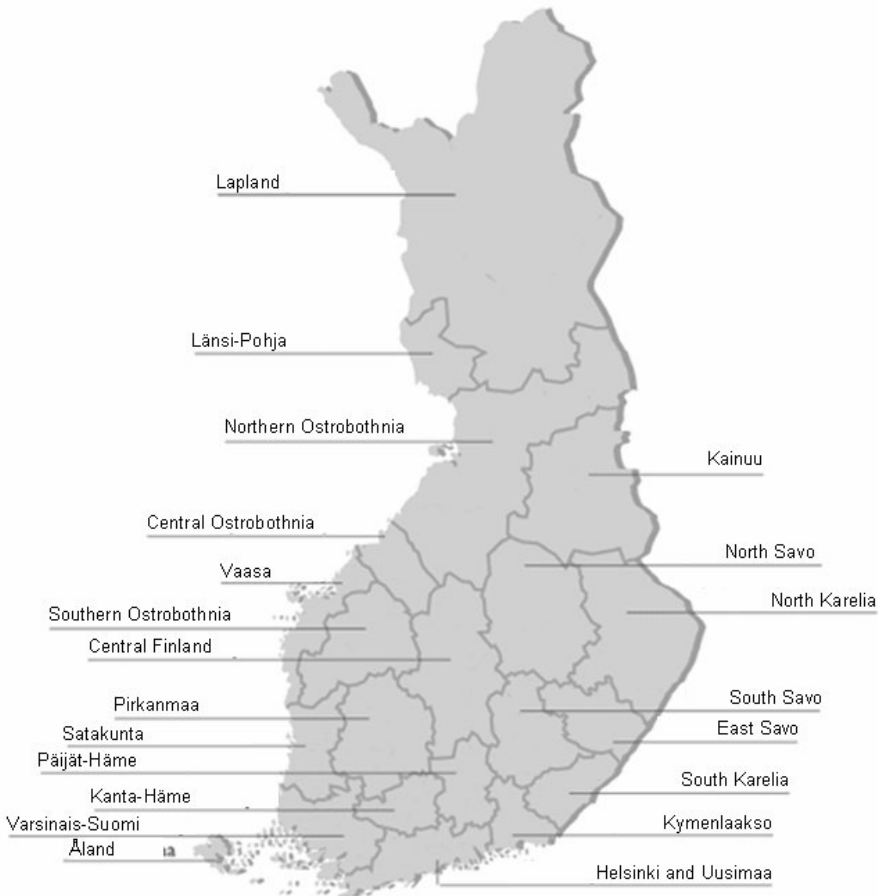 Lapland
Länsi-Pohja
Northern Ostrobothnia
Kainuu
Central Ostrobothnia
North Savo
Vaasa
North Karelia
Southern Ostrobothnia
Central Finland
South Savo
Pirkanmaa
East Savo
Satakunta
Päijät-Häme
South Karelia
Kanta-Häme
Kymenlaakso
Varsinais-Suomi
Åland
Helsinki and Uusimaa